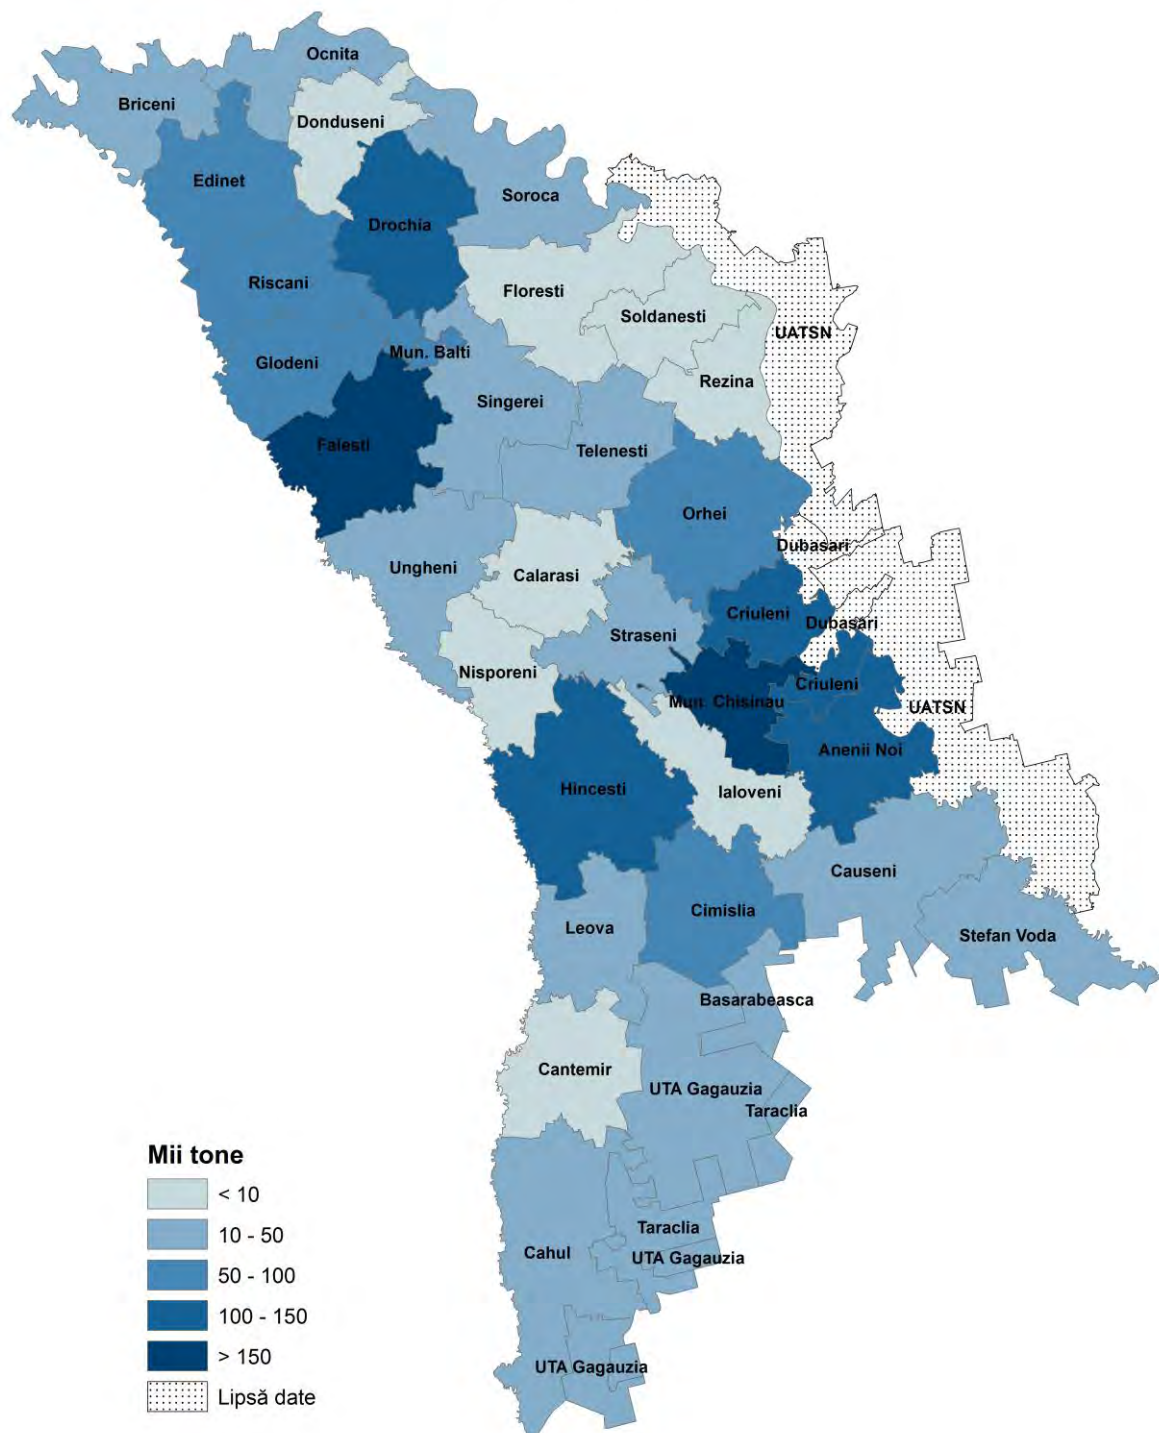 Ocnita
Briceni
Donduseni
Edinet
Soroca
Drochia
Riscani
Floresti
Soldanesti
UATSN
Mun. Balti
Glodeni
Rezina
Singerei
Falesti
Telenesti
Orhei
Dubasari
Ungheni
Calarasi
Criuleni
Dubasari
Straseni
Nisporeni
Criuleni
Mun. Chisinau
UATSN
Anenii Noi
Hincesti
Ialoveni
Causeni
Cimislia
Leova
Stefan Voda
Basarabeasca
Cantemir
UTA Gagauzia
Taraclia
Mii tone
< 10
10 - 50
50 - 100
100 - 150
> 150
Lipsă date
Taraclia
Cahul
UTA Gagauzia
UTA Gagauzia